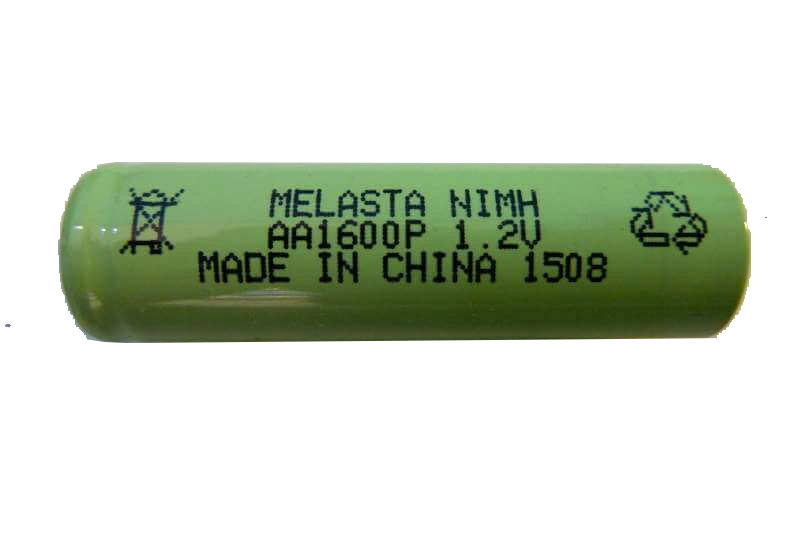 MELASTA NIMH
AA1600P 1.2V
MADE IN CHINA 1508